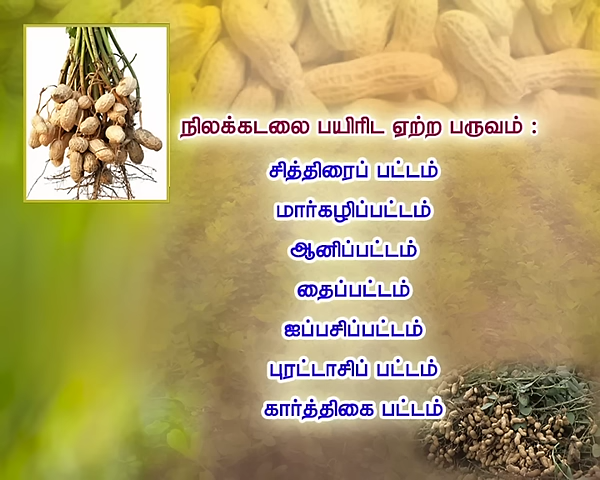 நிலக்கடலை பயிரிட ஏற்ற பருவம் :
சித்திரைப் பட்டம்
மார்கழிப்பட்டம்
ஆனிப்பட்டம்
தைப்பட்டம்
ஐப்பசிப்பட்டம்
புரட்டாசிப் பட்டம்
கார்த்திகை பட்டம்